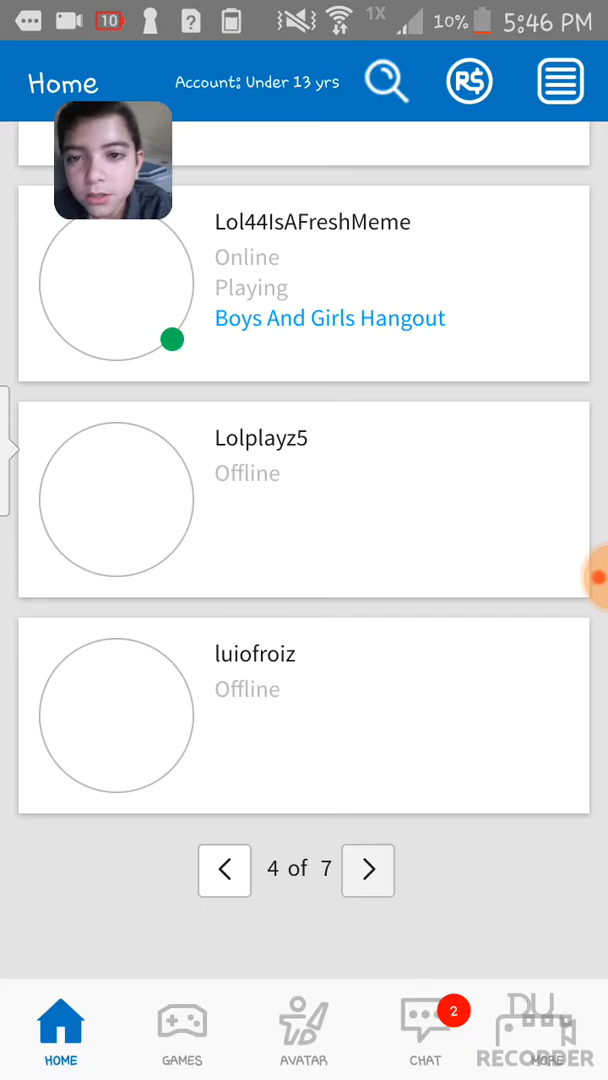 10
?
1X
10%
5:46 PM
Home
Account: Under 13 yrs
R$
Lol44IsAFreshMeme
Online
Playing
Boys And Girls Hangout
Lolplayz5
Offline
luiofroiz
Offline
4 of 7
2
HOME
GAMES
AVATAR
CHAT
MORE
DU
RECORDER